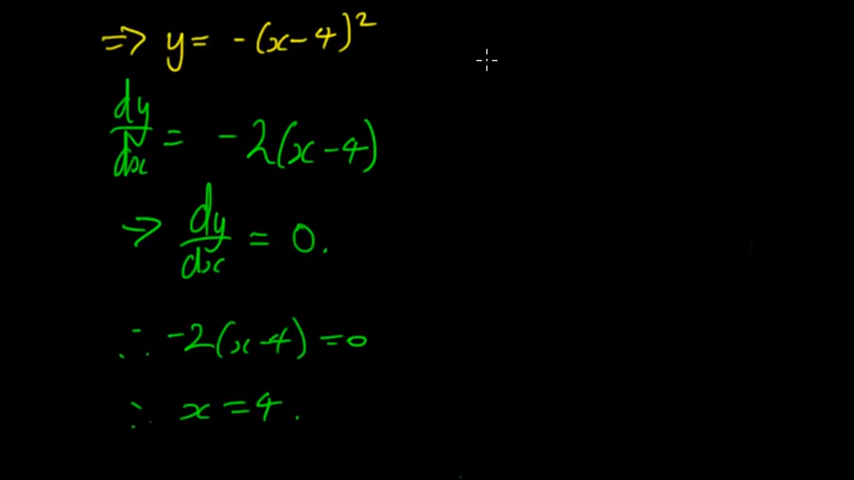 ⇒ y = -(x-4)²
dy/dx = -2(x-4)
⇒ dy/dx = 0.
∴ -2(x-4) = 0
∴ x = 4.